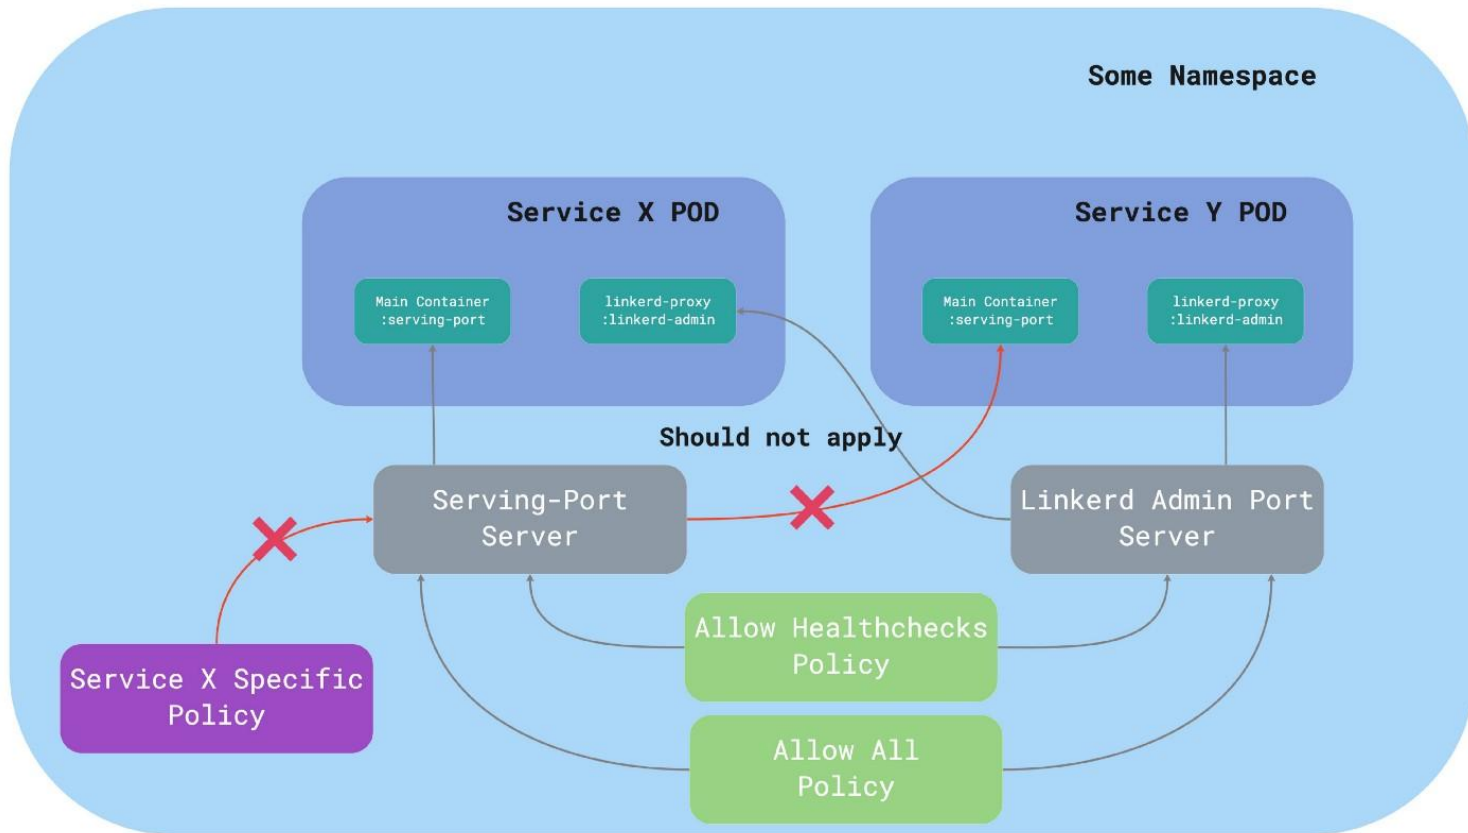 Some Namespace
Service X POD
Service Y POD
Main Container
:serving-port
linkerd-proxy
:linkerd-admin
Main Container
:serving-port
linkerd-proxy
:linkerd-admin
Should not apply
Serving-Port
Server
Linkerd Admin Port
Server
Allow Healthchecks
Policy
Service X Specific
Policy
Allow All
Policy